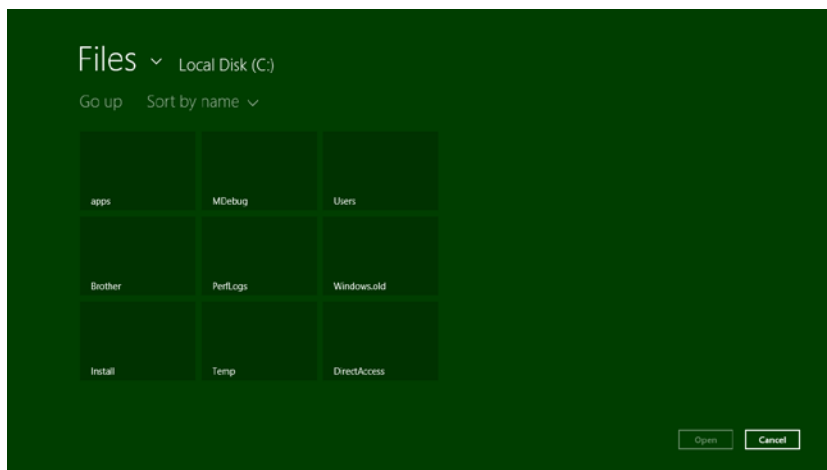 Files Local Disk (C:)
Go up Sort by name
apps MDebug Users
Brother PerfLogs Windows.old
Install Temp DirectAccess
Open Cancel